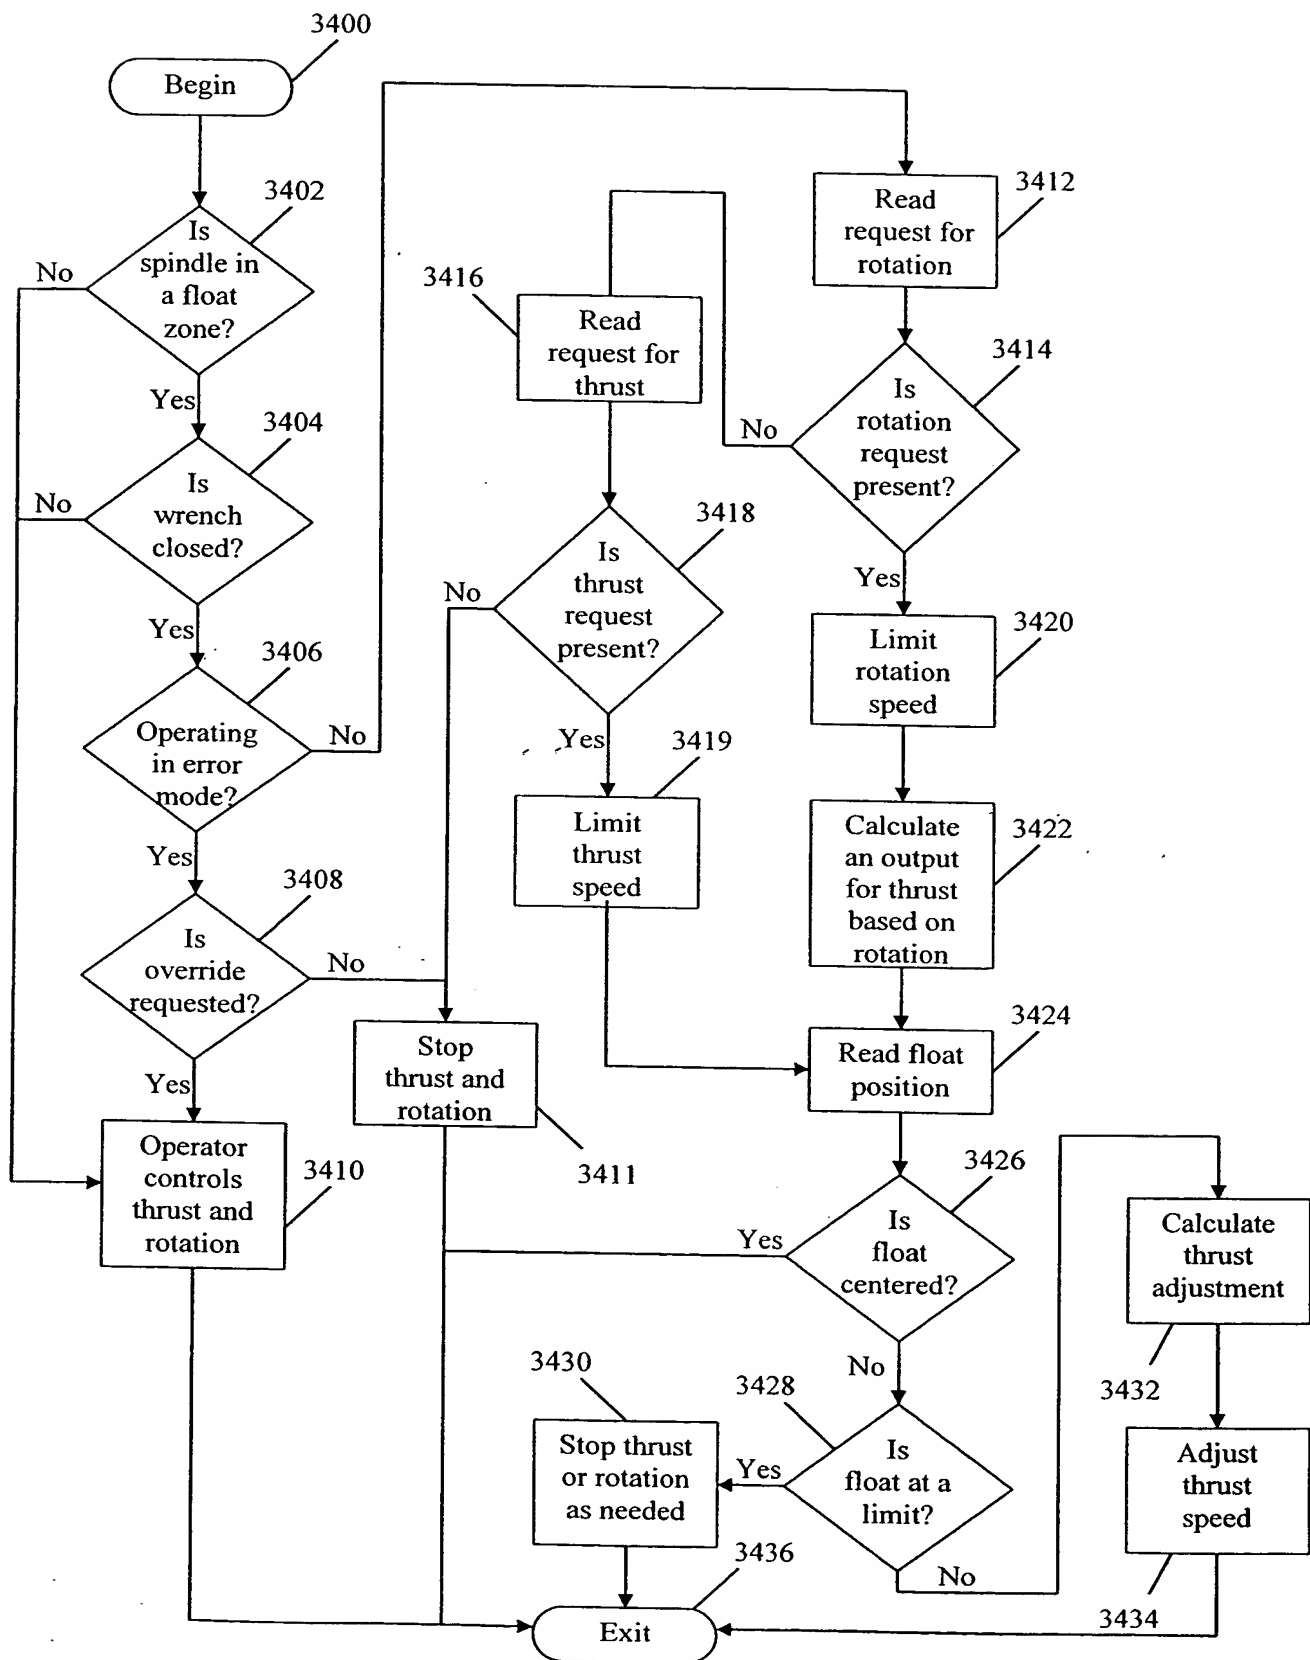 3400
Begin
3402
Is
spindle in
a float
zone?
No
Yes
3404
Is
wrench
closed?
No
Yes
3406
Operating
in error
mode?
No
Yes
3408
Is
override
requested?
No
Yes
Operator
controls
thrust and
rotation
3410
Stop
thrust and
rotation
3411
3412
Read
request for
rotation
3414
Is
rotation
request
present?
No
Yes
3416
Read
request for
thrust
3418
Is
thrust
request
present?
No
Yes
3419
Limit
thrust
speed
3420
Limit
rotation
speed
3422
Calculate
an output
for thrust
based on
rotation
3424
Read float
position
3426
Is
float
centered?
Yes
No
3428
Is
float at a
limit?
Yes
No
3430
Stop thrust
or rotation
as needed
Calculate
thrust
adjustment
3432
Adjust
thrust
speed
3434
3436
Exit